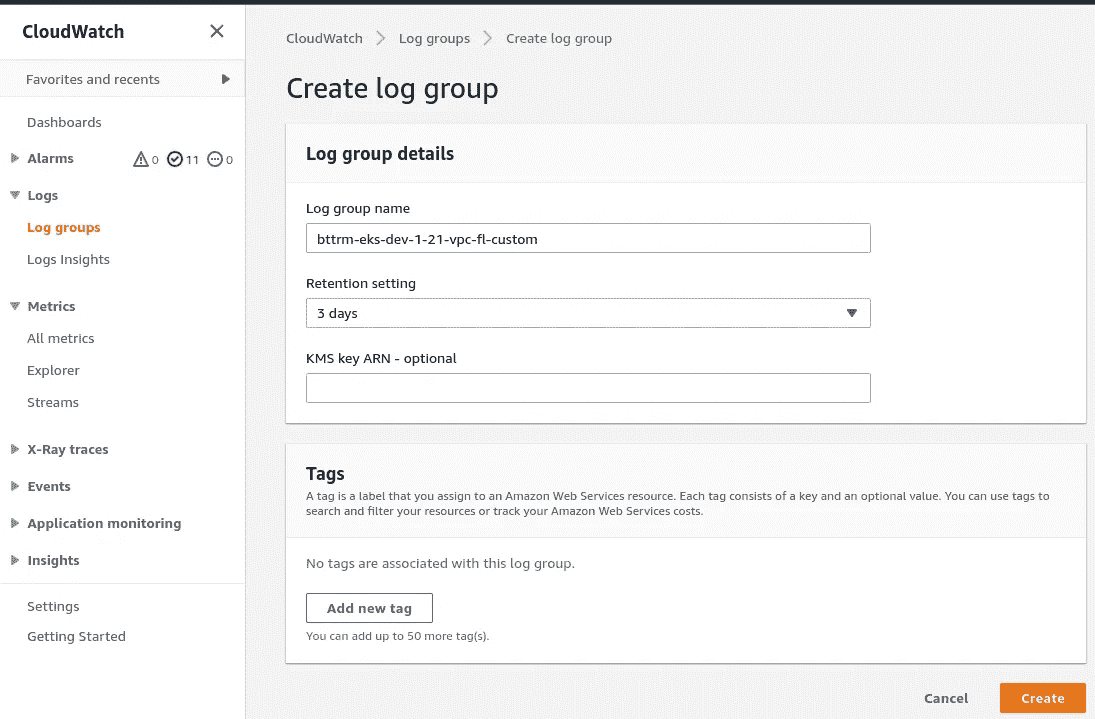 CloudWatch
Favorites and recents
Dashboards
Alarms 0 11 0
Logs
Log groups
Logs Insights
Metrics
All metrics
Explorer
Streams
X-Ray traces
Events
Application monitoring
Insights
Settings
Getting Started
CloudWatch Log groups Create log group
Create log group
Log group details
Log group name
bttrm-eks-dev-1-21-vpc-fl-custom
Retention setting
3 days
KMS key ARN - optional
Tags
A tag is a label that you assign to an Amazon Web Services resource. Each tag consists of a key and an optional value. You can use tags to
search and filter your resources or track your Amazon Web Services costs.
No tags are associated with this log group.
Add new tag
You can add up to 50 more tag(s).
Cancel Create